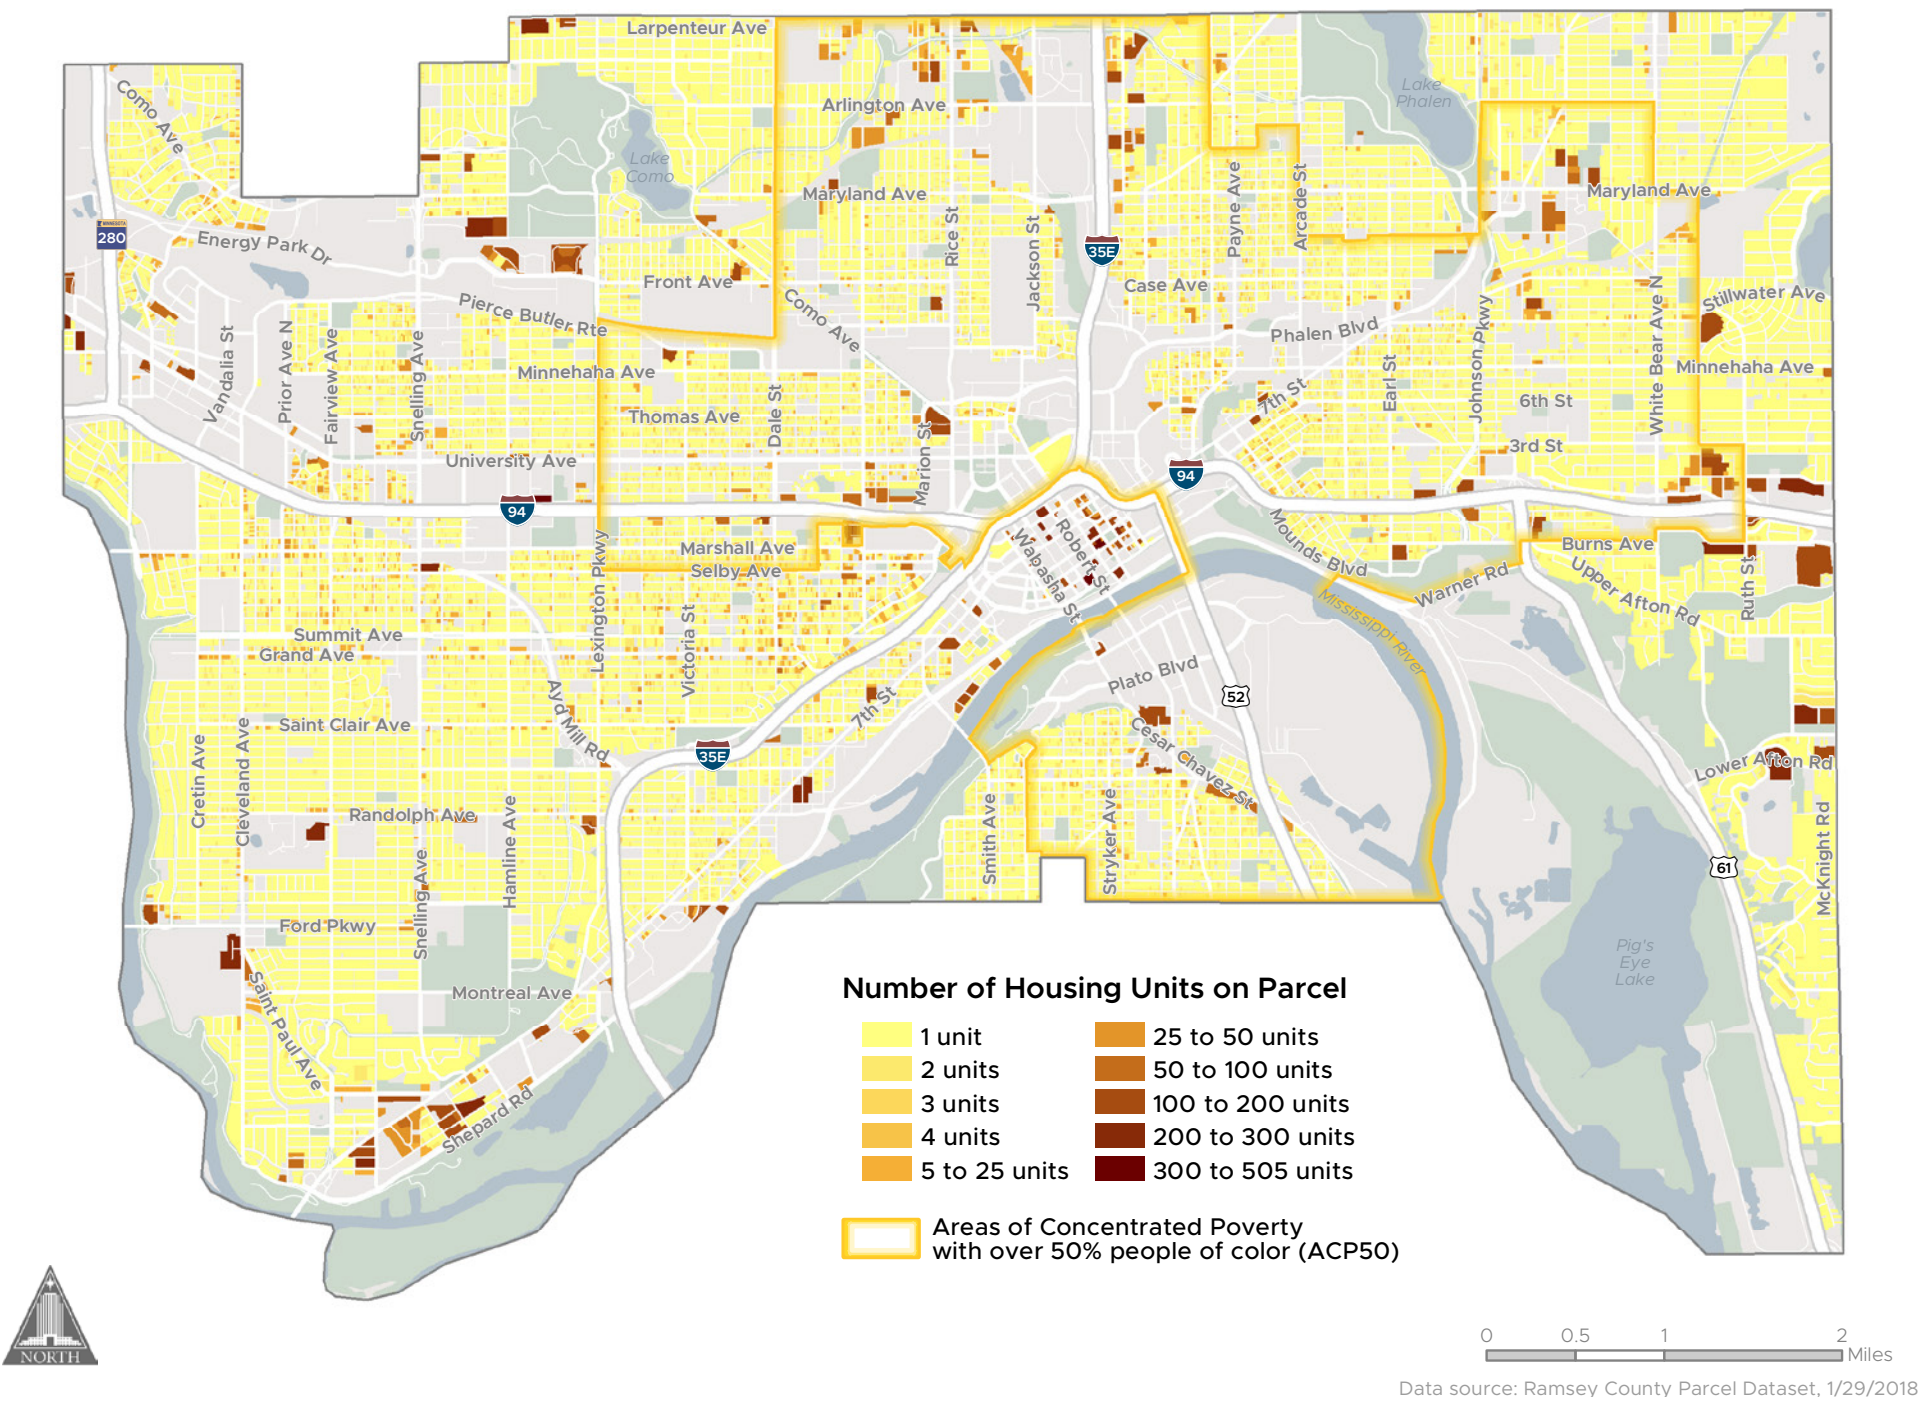 Larpenteur Ave
Como Ave
Lake
Phalen
Arlington Ave
Lake
Como
Maryland Ave
Maryland Ave
Payne Ave
Arcade St
Rice St
Jackson St
MINNESOTA
280
Energy Park Dr
35E
Front Ave
Case Ave
Como Ave
Stillwater Ave
Pierce Butler Rte
Phalen Blvd
Vandalia St
Prior Ave N
Fairview Ave
Snelling Ave
Johnson Pkwy
White Bear Ave N
Minnehaha Ave
Minnehaha Ave
Earl St
7th St
6th St
Thomas Ave
Dale St
Marion St
3rd St
University Ave
94
94
Lexington Pkwy
Marshall Ave
Selby Ave
Wabasha St
Robert St
Mounds Blvd
Burns Ave
Warner Rd
Upper Afton Rd
Ruth St
Mississippi River
Summit Ave
Grand Ave
Victoria St
Ayd Mill Rd
Plato Blvd
52
7th St
Saint Clair Ave
Cesar Chavez St
35E
Lower Afton Rd
Cretin Ave
Cleveland Ave
Randolph Ave
Hamline Ave
Snelling Ave
Smith Ave
Stryker Ave
McKnight Rd
61
Ford Pkwy
Saint Paul Ave
Montreal Ave
Shepard Rd
Pig's
Eye
Lake
Number of Housing Units on Parcel
1 unit
2 units
3 units
4 units
5 to 25 units
25 to 50 units
50 to 100 units
100 to 200 units
200 to 300 units
300 to 505 units
Areas of Concentrated Poverty
with over 50% people of color (ACP50)
NORTH
0 0.5 1 2
Miles
Data source: Ramsey County Parcel Dataset, 1/29/2018